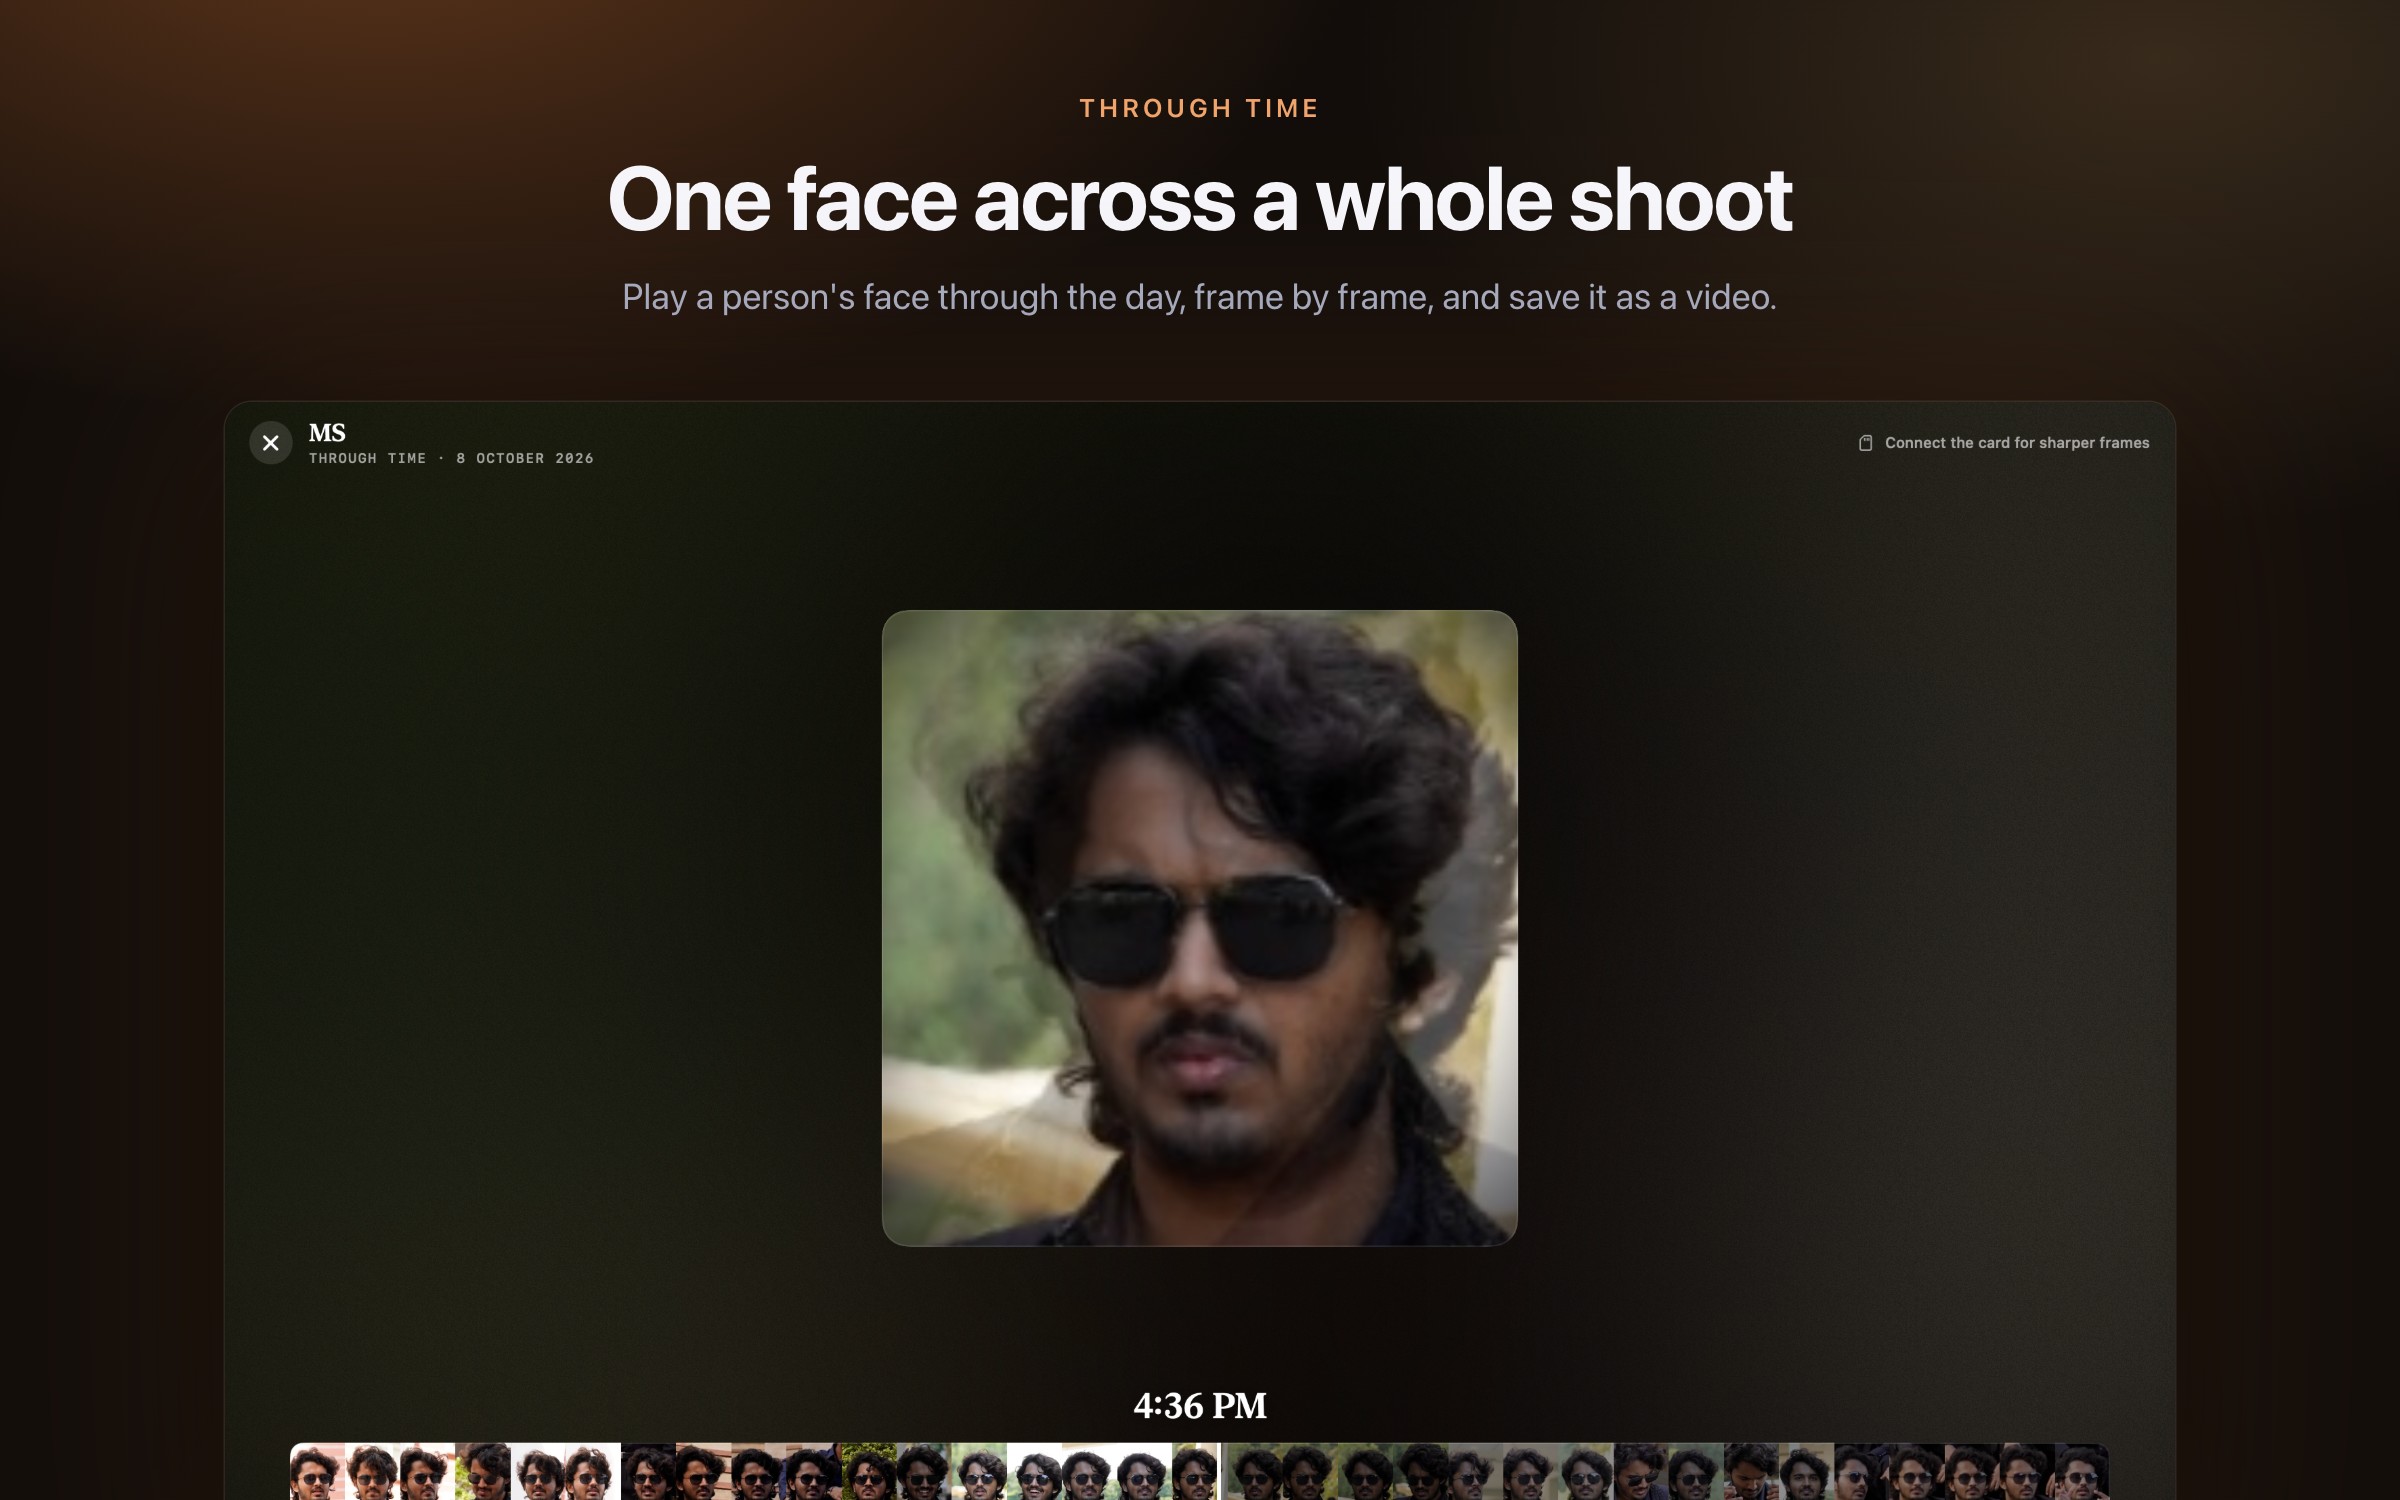 THROUGH TIME
One face across a whole shoot
Play a person's face through the day, frame by frame, and save it as a video.
MS
THROUGH TIME · 8 OCTOBER 2026
Connect the card for sharper frames
4:36 PM